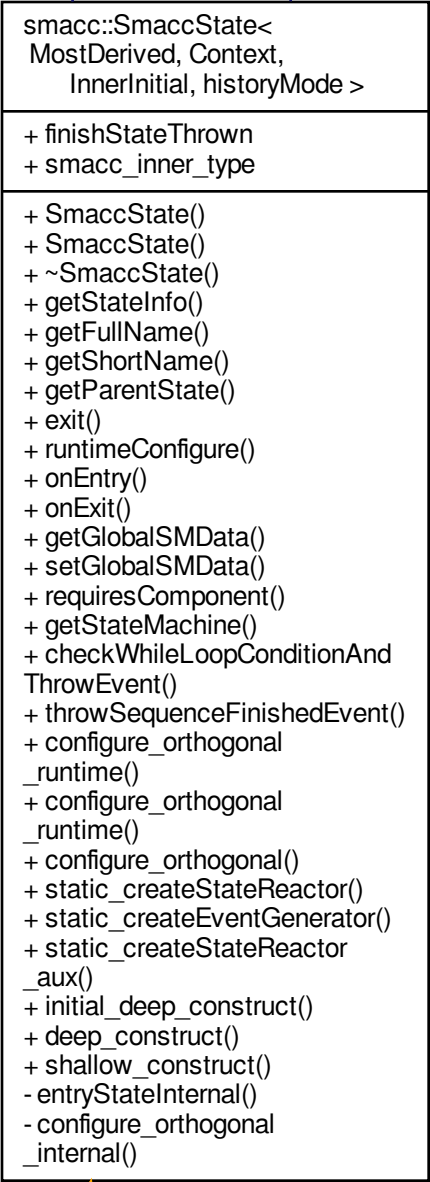 smacc::SmaccState<
MostDerived, Context,
InnerInitial, historyMode >
+ finishStateThrown
+ smacc_inner_type
+ SmaccState()
+ SmaccState()
+ ~SmaccState()
+ getStateInfo()
+ getFullName()
+ getShortName()
+ getParentState()
+ exit()
+ runtimeConfigure()
+ onEntry()
+ onExit()
+ getGlobalSMData()
+ setGlobalSMData()
+ requiresComponent()
+ getStateMachine()
+ checkWhileLoopConditionAnd
ThrowEvent()
+ throwSequenceFinishedEvent()
+ configure_orthogonal
_runtime()
+ configure_orthogonal
_runtime()
+ configure_orthogonal()
+ static_createStateReactor()
+ static_createEventGenerator()
+ static_createStateReactor
_aux()
+ initial_deep_construct()
+ deep_construct()
+ shallow_construct()
- entryStateInternal()
- configure_orthogonal
_internal()